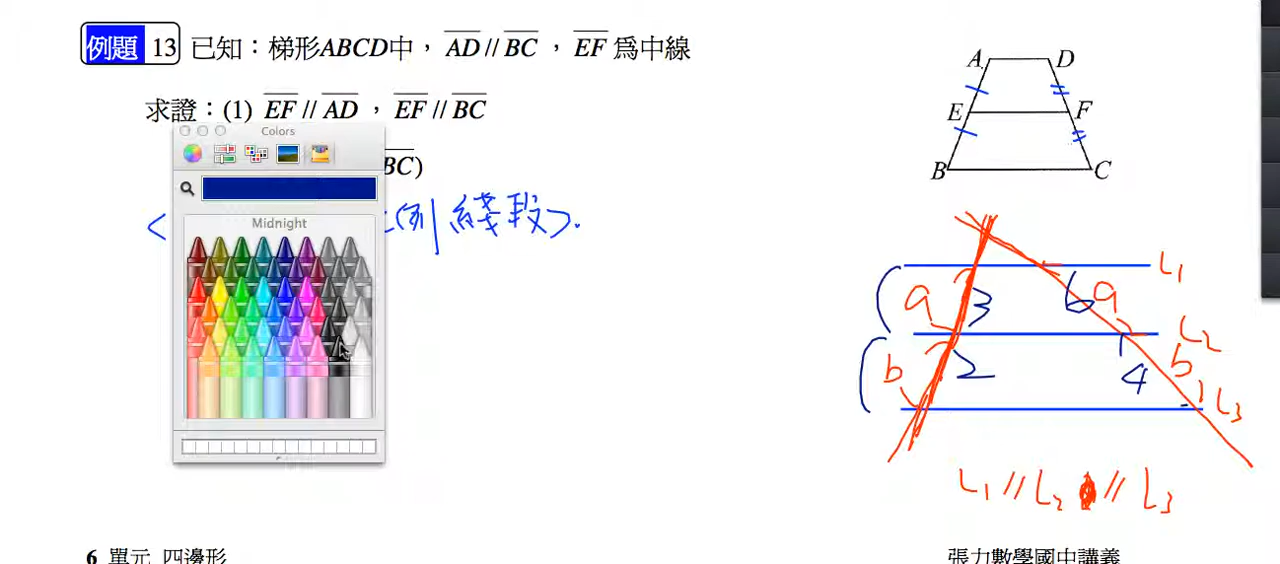 例題 13 已知：梯形ABCD中，AD // BC，EF 為中線
求證：(1) EF // AD，EF // BC
Colors
BC)
Midnight
例線段>.
A D
E F
B C
L₁
a 3 6 a
L₂
b 2 4 b
L₃
L₁ // L₂ // L₃
6 單元 四邊形
張力數學國中講義